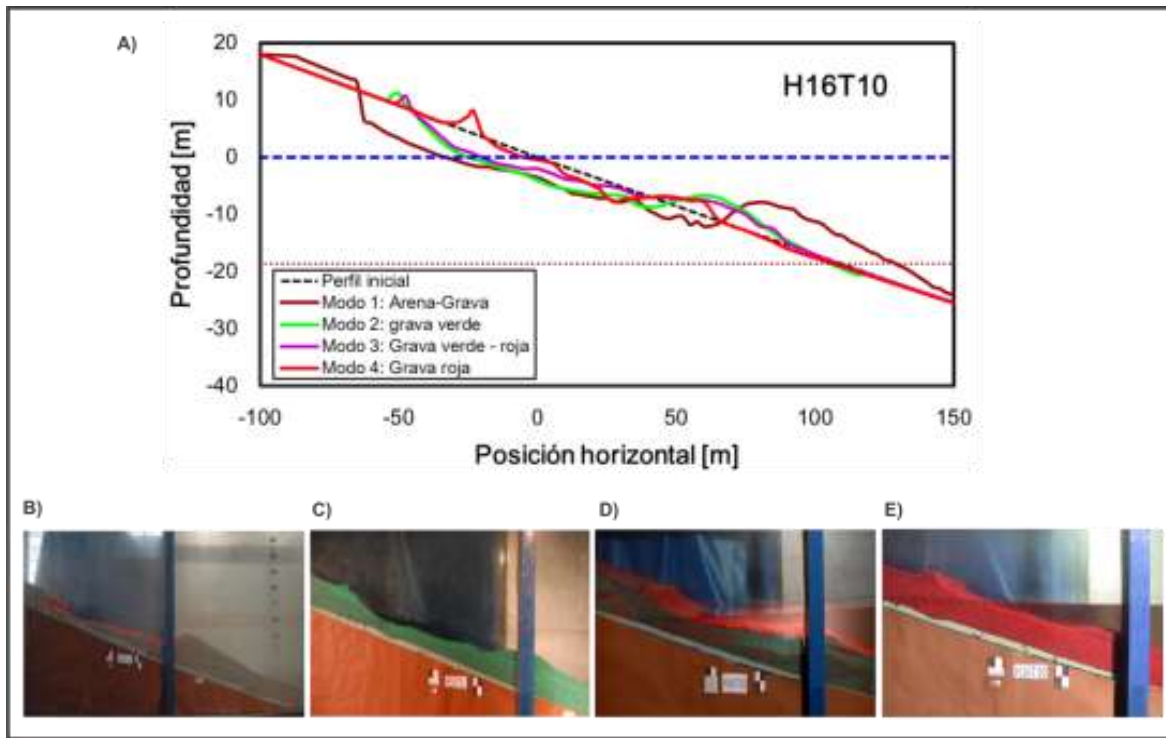 A)
H16T10
Profundidad [m]
20
10
0
-10
-20
-30
-40
Perfil inicial
Modo 1: Arena-Grava
Modo 2: grava verde
Modo 3: Grava verde - roja
Modo 4: Grava roja
-100 -50 0 50 100 150
Posición horizontal [m]
B) C) D) E)
H16T10